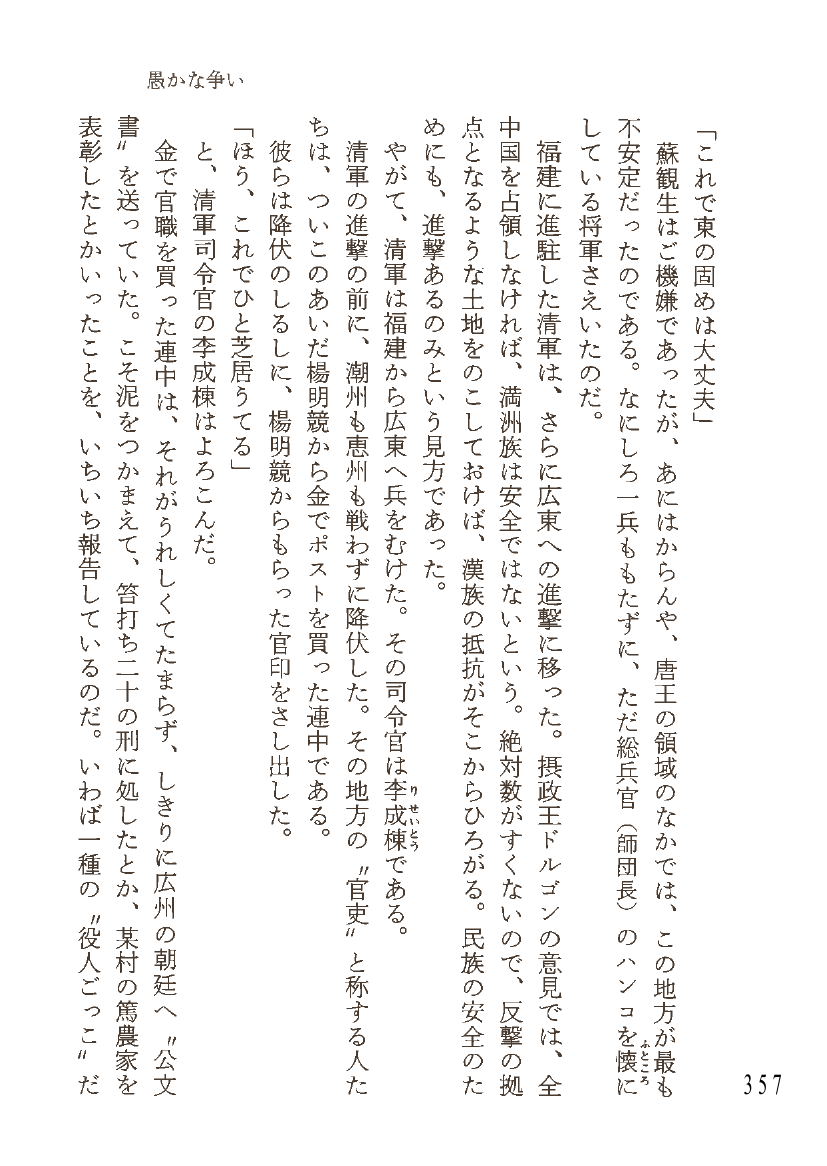 愚かな争い
「これで東の固めは大丈夫」
蘇観生はご機嫌であったが、あにはからんや、唐王の領域のなかでは、この地方が最も
不安定だったのである。なにしろ一兵ももたずに、ただ総兵官（師団長）のハンコを懐に
ふところ
している将軍さえいたのだ。
福建に進駐した清軍は、さらに広東への進撃に移った。摂政王ドルゴンの意見では、全
中国を占領しなければ、満洲族は安全ではないという。絶対数がすくないので、反撃の拠
点となるような土地をのこしておけば、漢族の抵抗がそこからひろがる。民族の安全のた
めにも、進撃あるのみという見方であった。
やがて、清軍は福建から広東へ兵をむけた。その司令官は李成棟である。
りせいとう
清軍の進撃の前に、潮州も恵州も戦わずに降伏した。その地方の〝官吏〟と称する人た
ちは、ついこのあいだ楊明競から金でポストを買った連中である。
彼らは降伏のしるしに、楊明競からもらった官印をさし出した。
「ほう、これでひと芝居うてる」
と、清軍司令官の李成棟はよろこんだ。
金で官職を買った連中は、それがうれしくてたまらず、しきりに広州の朝廷へ〝公文
書〟を送っていた。こそ泥をつかまえて、笞打ち二十の刑に処したとか、某村の篤農家を
表彰したとかいったことを、いちいち報告しているのだ。いわば一種の〝役人ごっこ〟だ
357